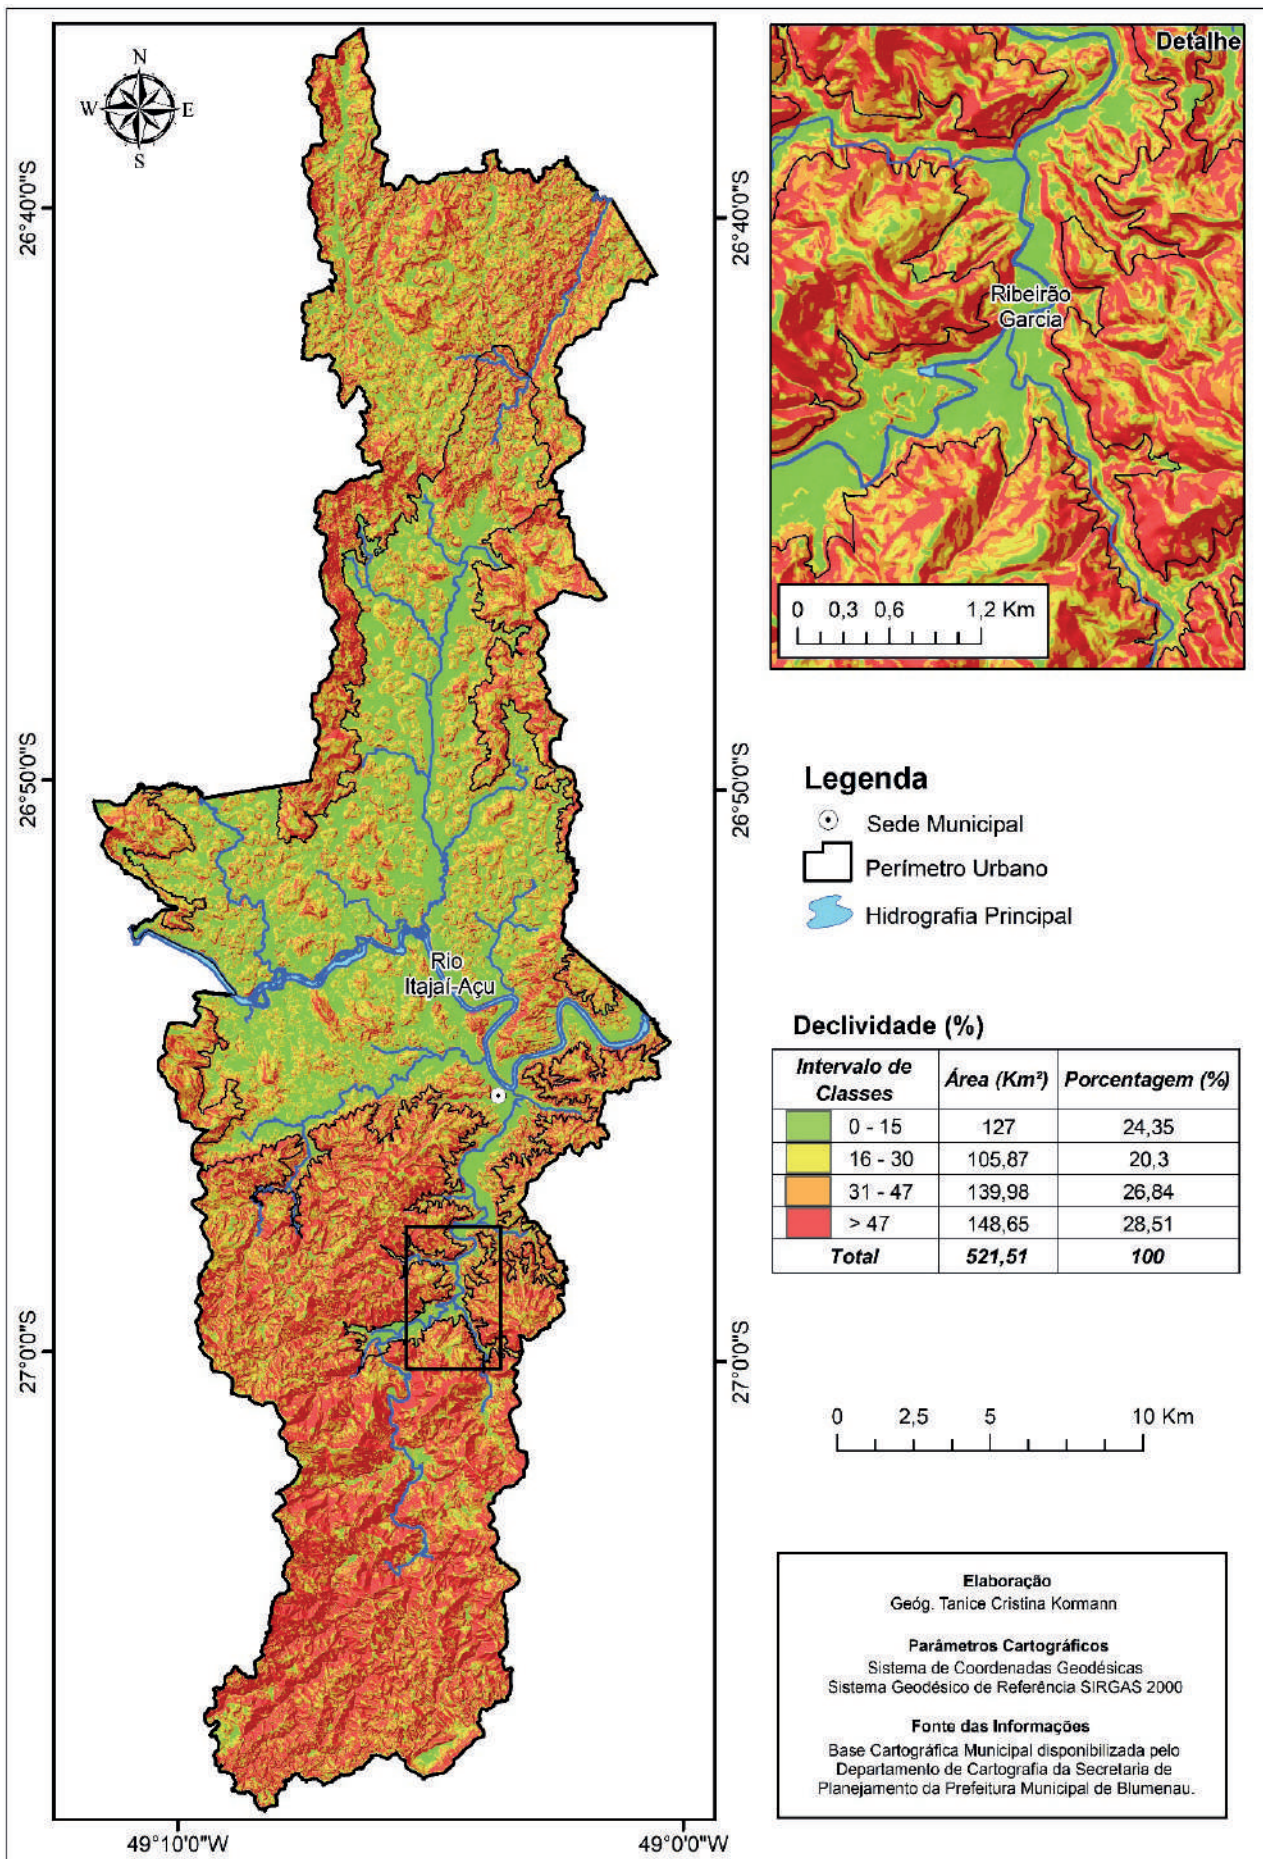 N
W E
S
26°40'0"S
26°50'0"S
27°0'0"S
26°40'0"S
26°50'0"S
27°0'0"S
49°10'0"W
49°0'0"W
Rio
Itajaí-Açu
Detalhe
Ribeirão
Garcia
0 0,3 0,6 1,2 Km
Legenda
Sede Municipal
Perímetro Urbano
Hidrografia Principal
Declividade (%)
Intervalo de
Classes
Área (Km²)
Porcentagem (%)
0 - 15 127 24,35
16 - 30 105,87 20,3
31 - 47 139,98 26,84
> 47 148,65 28,51
Total 521,51 100
0 2,5 5 10 Km
Elaboração
Geóg. Tanice Cristina Kormann
Parâmetros Cartográficos
Sistema de Coordenadas Geodésicas
Sistema Geodésico de Referência SIRGAS 2000
Fonte das Informações
Base Cartográfica Municipal disponibilizada pelo
Departamento de Cartografia da Secretaria de
Planejamento da Prefeitura Municipal de Blumenau.